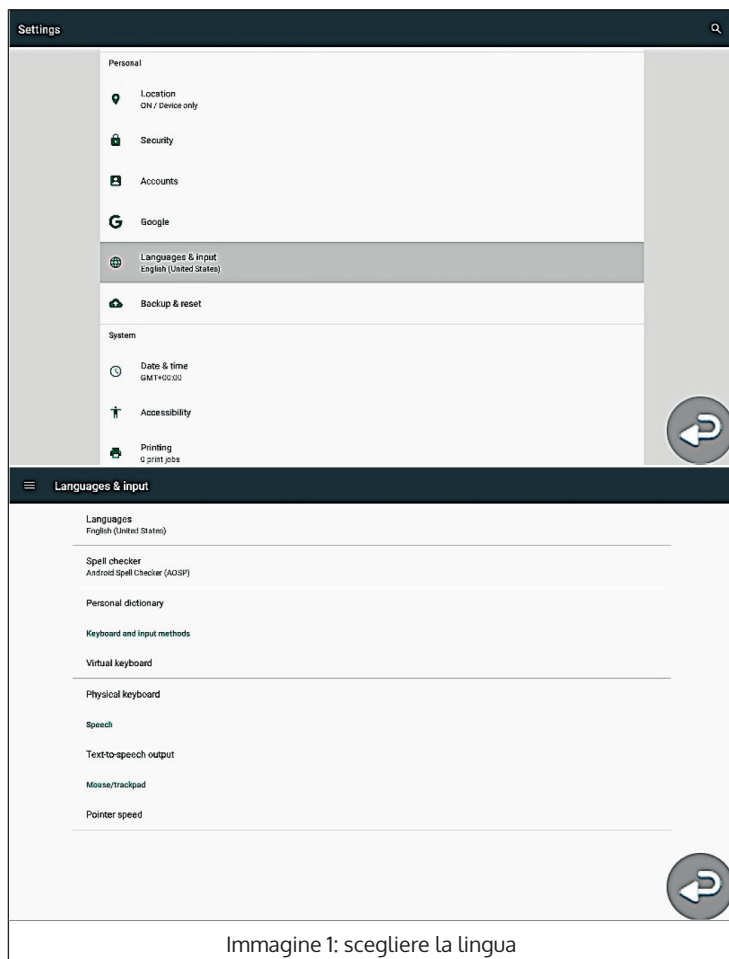 Settings
Personal
Location
ON / Device only
Security
Accounts
Google
Languages & input
English (United States)
Backup & reset
System
Date & time
GMT+00:00
Accessibility
Printing
0 print jobs
Languages & input
Languages
English (United States)
Spell checker
Android Spell Checker (AOSP)
Personal dictionary
Keyboard and input methods
Virtual keyboard
Physical keyboard
Speech
Text-to-speech output
Mouse/trackpad
Pointer speed
Immagine 1: scegliere la lingua